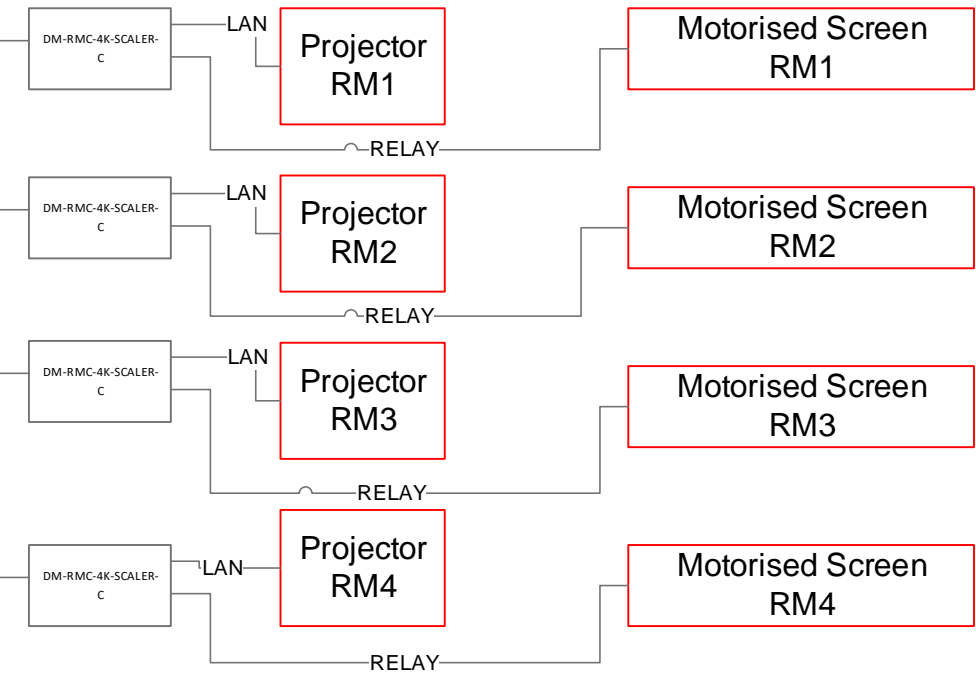 DM-RMC-4K-SCALER-
C
LAN
Projector
RM1
Motorised Screen
RM1
RELAY
DM-RMC-4K-SCALER-
C
LAN
Projector
RM2
Motorised Screen
RM2
RELAY
DM-RMC-4K-SCALER-
C
LAN
Projector
RM3
Motorised Screen
RM3
RELAY
DM-RMC-4K-SCALER-
C
LAN
Projector
RM4
Motorised Screen
RM4
RELAY